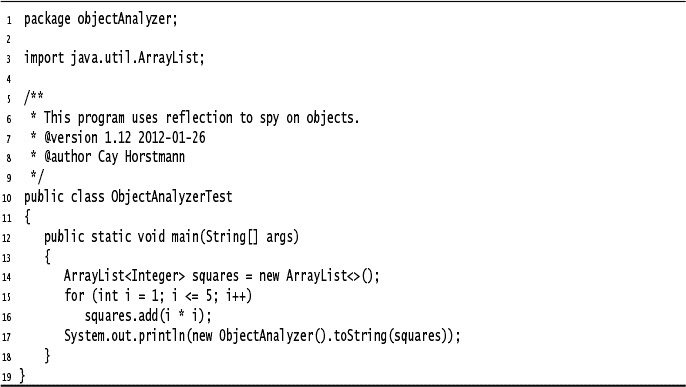 1 package objectAnalyzer;
2
3 import java.util.ArrayList;
4
5 /**
6  * This program uses reflection to spy on objects.
7  * @version 1.12 2012-01-26
8  * @author Cay Horstmann
9  */
10 public class ObjectAnalyzerTest
11 {
12    public static void main(String[] args)
13    {
14       ArrayList<Integer> squares = new ArrayList<>();
15       for (int i = 1; i <= 5; i++)
16          squares.add(i * i);
17       System.out.println(new ObjectAnalyzer().toString(squares));
18    }
19 }